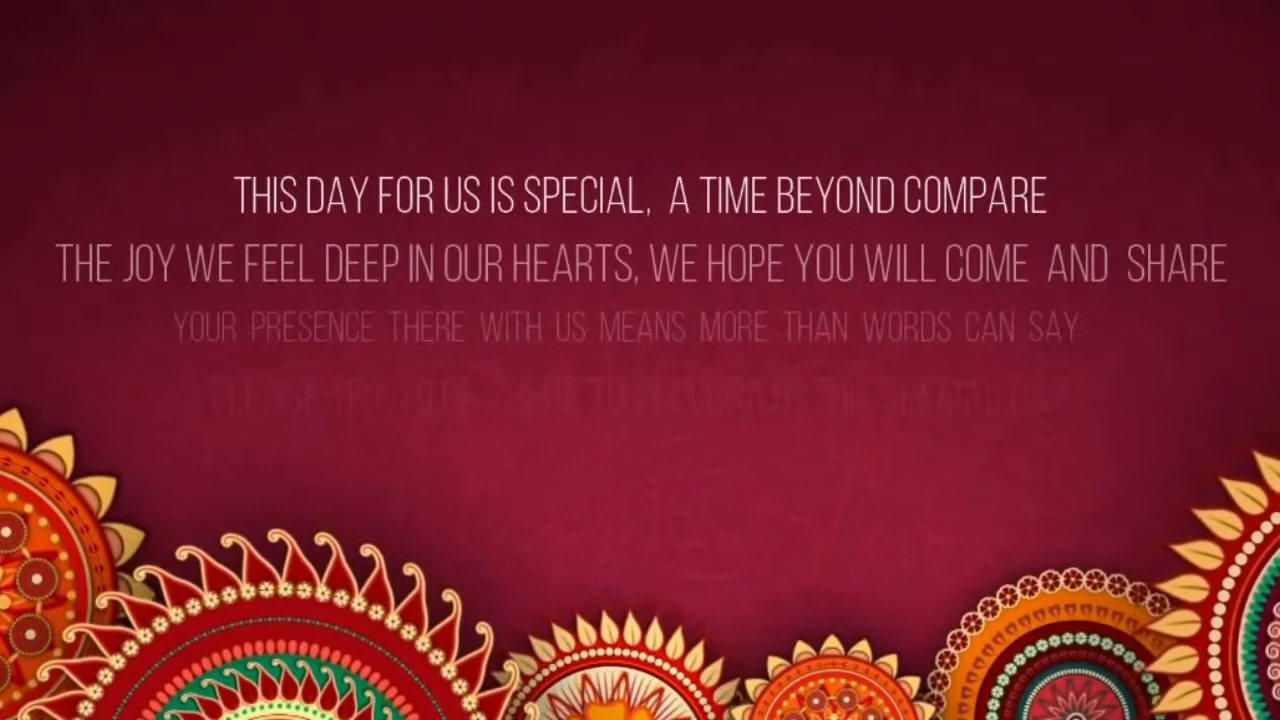 THIS DAY FOR US IS SPECIAL, A TIME BEYOND COMPARE
THE JOY WE FEEL DEEP IN OUR HEARTS, WE HOPE YOU WILL COME AND SHARE
YOUR PRESENCE THERE WITH US MEANS MORE THAN WORDS CAN SAY